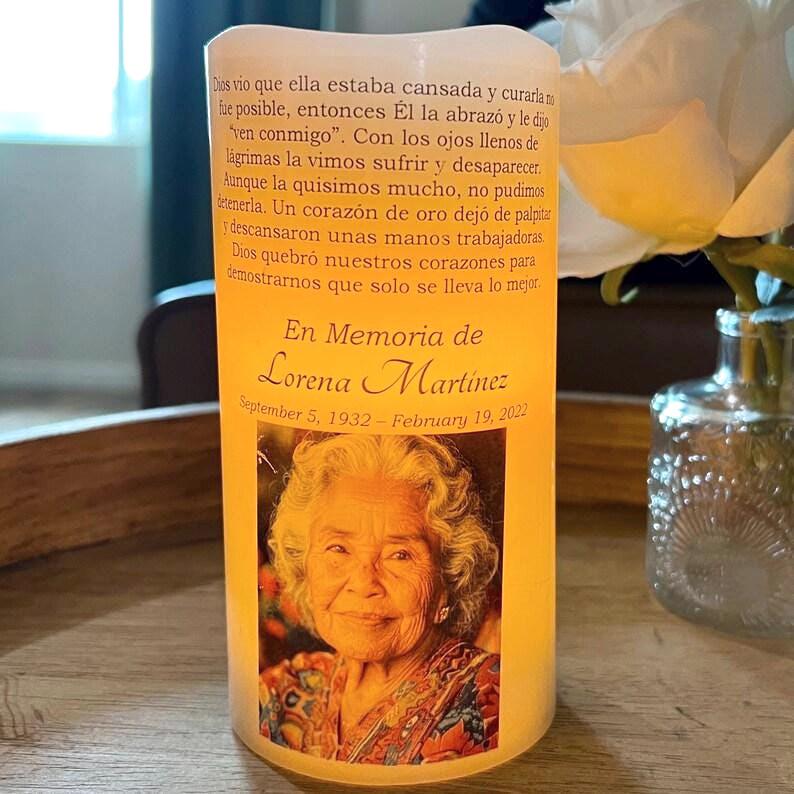 Dios vio que ella estaba cansada y curarla no
fue posible, entonces Él la abrazó y le dijo
“ven conmigo”. Con los ojos llenos de
lágrimas la vimos sufrir y desaparecer.
Aunque la quisimos mucho, no pudimos
detenerla. Un corazón de oro dejó de palpitar
y descansaron unas manos trabajadoras.
Dios quebró nuestros corazones para
demostrarnos que solo se lleva lo mejor.
En Memoria de
Lorena Martínez
September 5, 1932 – February 19, 2022